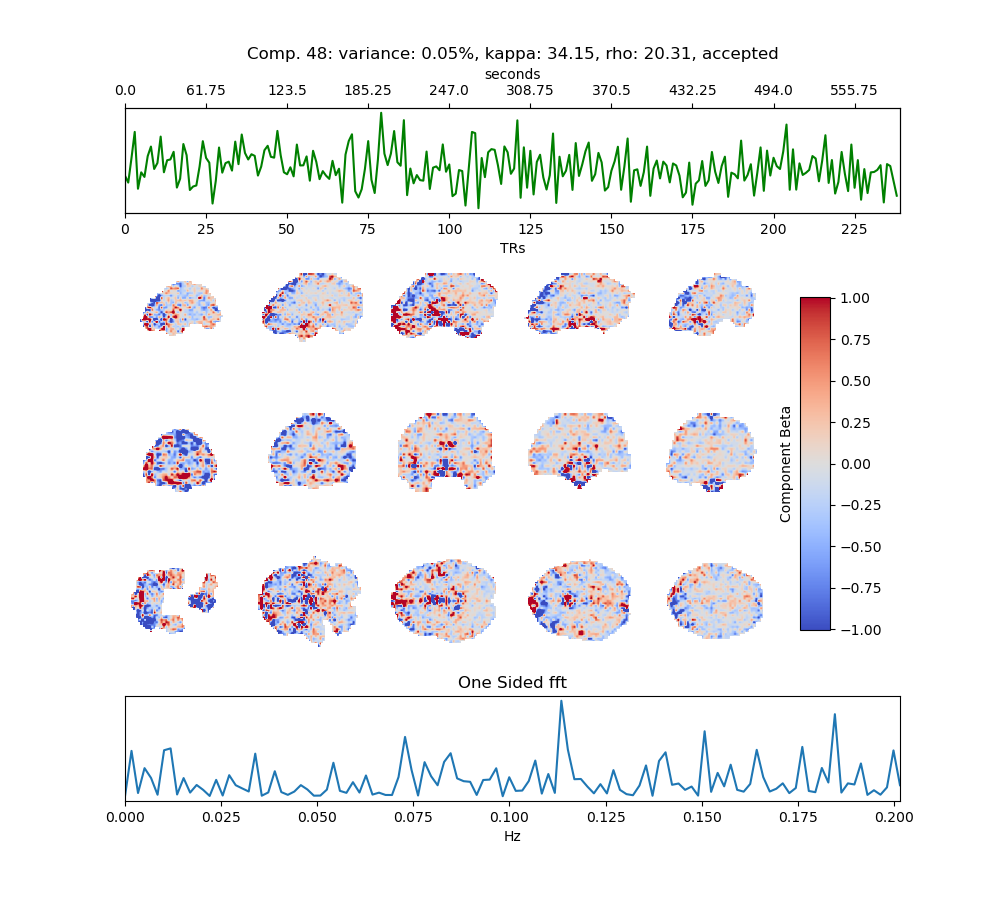 Comp. 48: variance: 0.05%, kappa: 34.15, rho: 20.31, accepted
seconds
0.0 61.75 123.5 185.25 247.0 308.75 370.5 432.25 494.0 555.75
0 25 50 75 100 125 150 175 200 225
TRs
1.00
0.75
0.50
0.25
0.00
−0.25
−0.50
−0.75
−1.00
Component Beta
One Sided fft
0.000 0.025 0.050 0.075 0.100 0.125 0.150 0.175 0.200
Hz